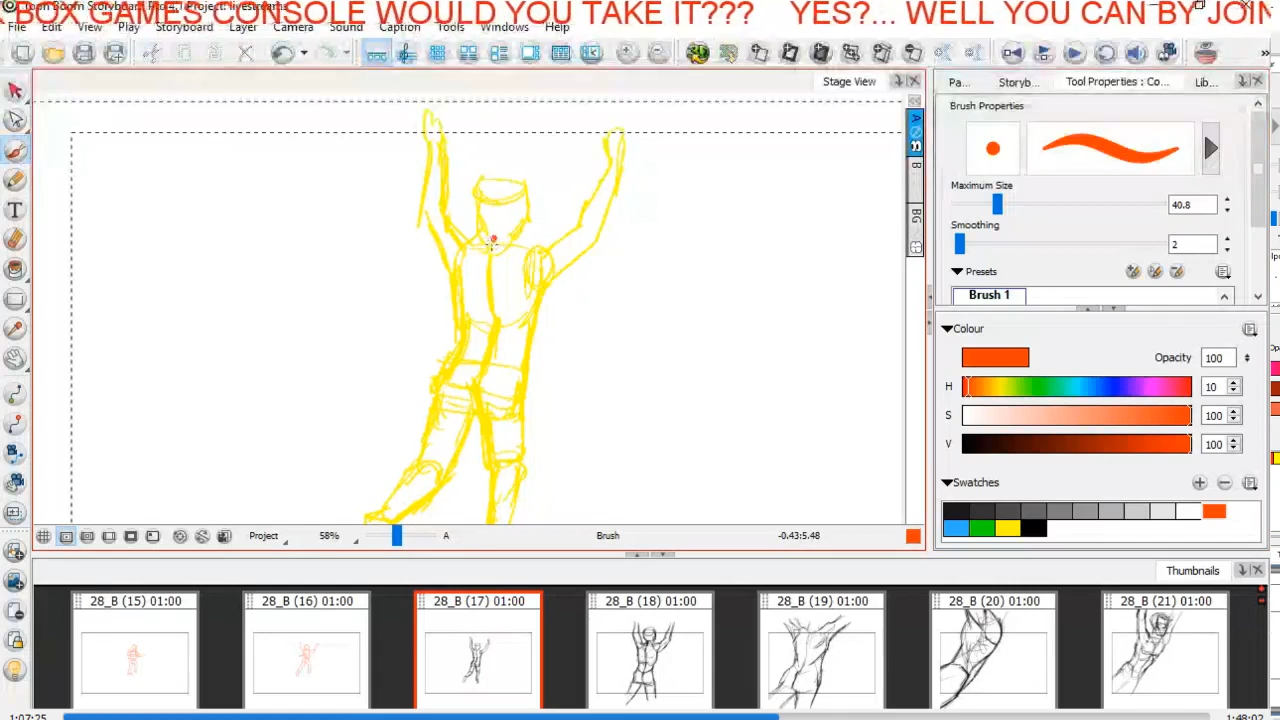 BOX GAMES CONSOLE WOULD YOU TAKE IT??? YES?... WELL YOU CAN BY JOIN
File Edit View Play Storyboard Layer Camera Sound Caption Tools Windows Help
Stage View
A
B
BG
Pa... Storyb... Tool Properties : Co... Lib...
Brush Properties
Maximum Size
40.8
Smoothing
2
Presets
Brush 1
Colour
Opacity 100
H 10
S 100
V 100
Swatches
Project 58% A Brush -0.43:5.48
Thumbnails
28_B (15) 01:00 28_B (16) 01:00 28_B (17) 01:00 28_B (18) 01:00 28_B (19) 01:00 28_B (20) 01:00 28_B (21) 01:00
1:07:25 1:48:02